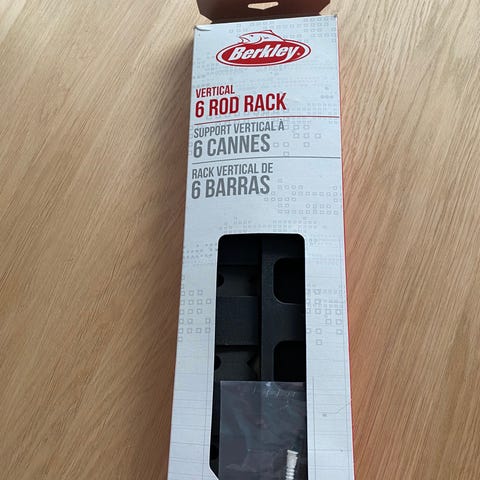 Berkley
VERTICAL
6 ROD RACK
SUPPORT VERTICAL À
6 CANNES
RACK VERTICAL DE
6 BARRAS